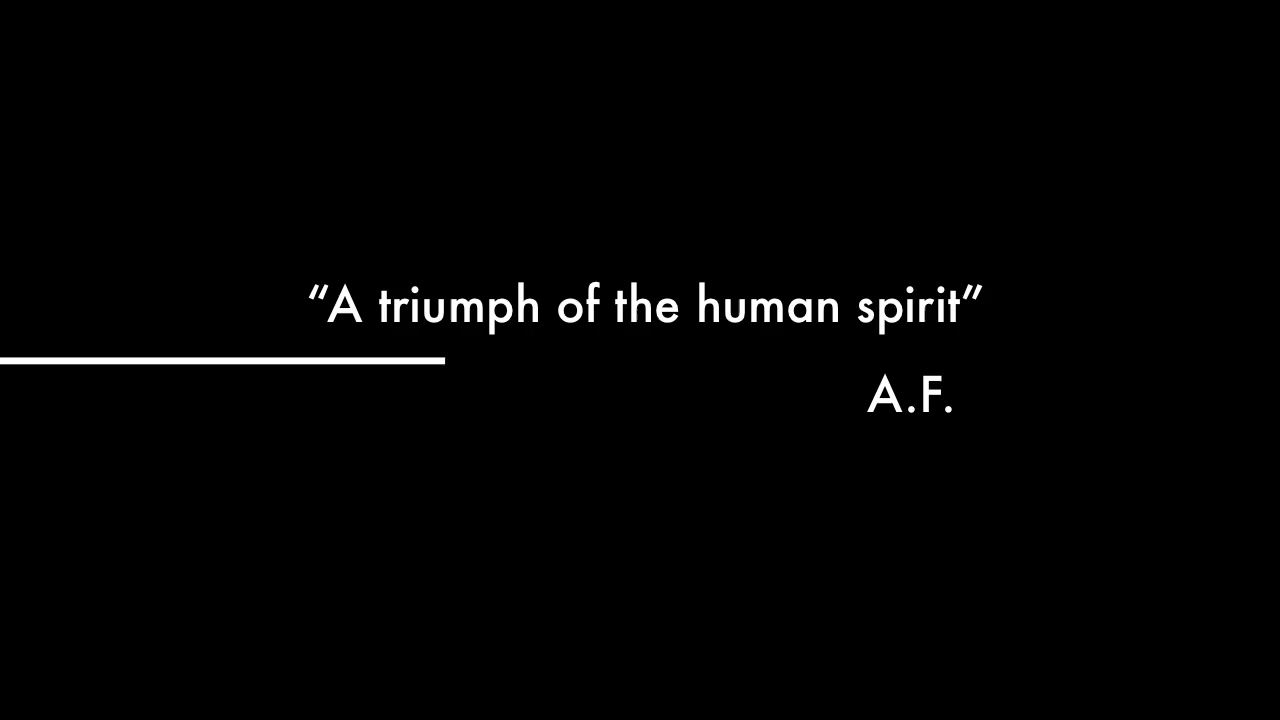 “A triumph of the human spirit”
A.F.